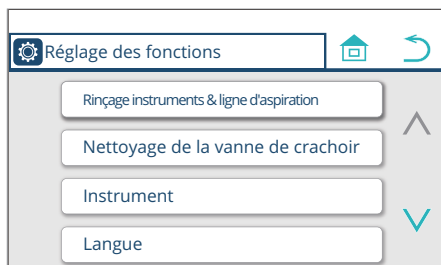 Réglage des fonctions
Rinçage instruments & ligne d'aspiration
Nettoyage de la vanne de crachoir
Instrument
Langue